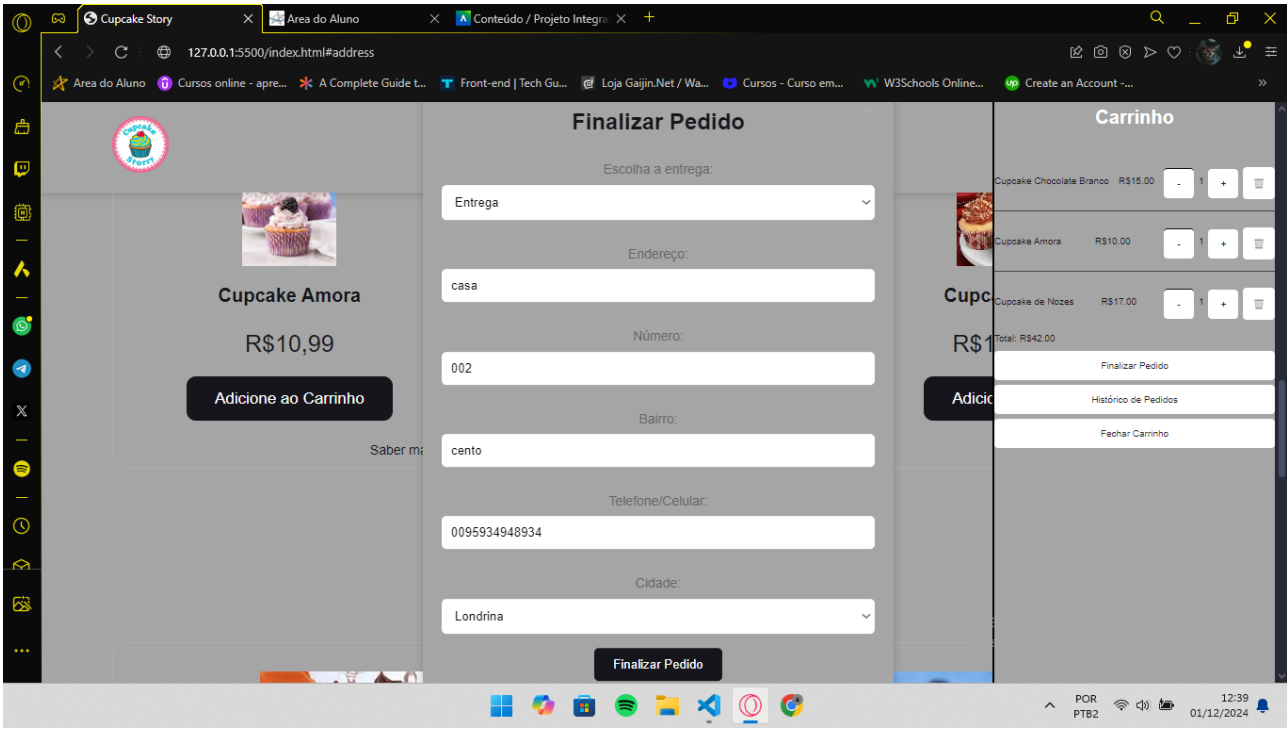 Cupcake Story
Area do Aluno
Conteúdo / Projeto Integra
127.0.0.1:5500/index.html#address
Area do Aluno
Cursos online - apre...
A Complete Guide t...
Front-end | Tech Gu...
Loja Gaijin.Net / Wa...
Cursos - Curso em...
W3Schools Online...
Create an Account -...
Cupcake
Story
Finalizar Pedido
Escolha a entrega:
Entrega
Endereço:
casa
Número:
002
Bairro:
cento
Telefone/Celular:
0095934948934
Cidade:
Londrina
Finalizar Pedido
Cupcake Amora
R$10,99
Adicione ao Carrinho
Saber ma
Cupc
R$1
Adici
Carrinho
Cupcake Chocolate Branco R$15.00 - 1 +
Cupcake Amora R$10.00 - 1 +
Cupcake de Nozes R$17.00 - 1 +
Total: R$42.00
Finalizar Pedido
Histórico de Pedidos
Fechar Carrinho
POR
PTB2
12:39
01/12/2024